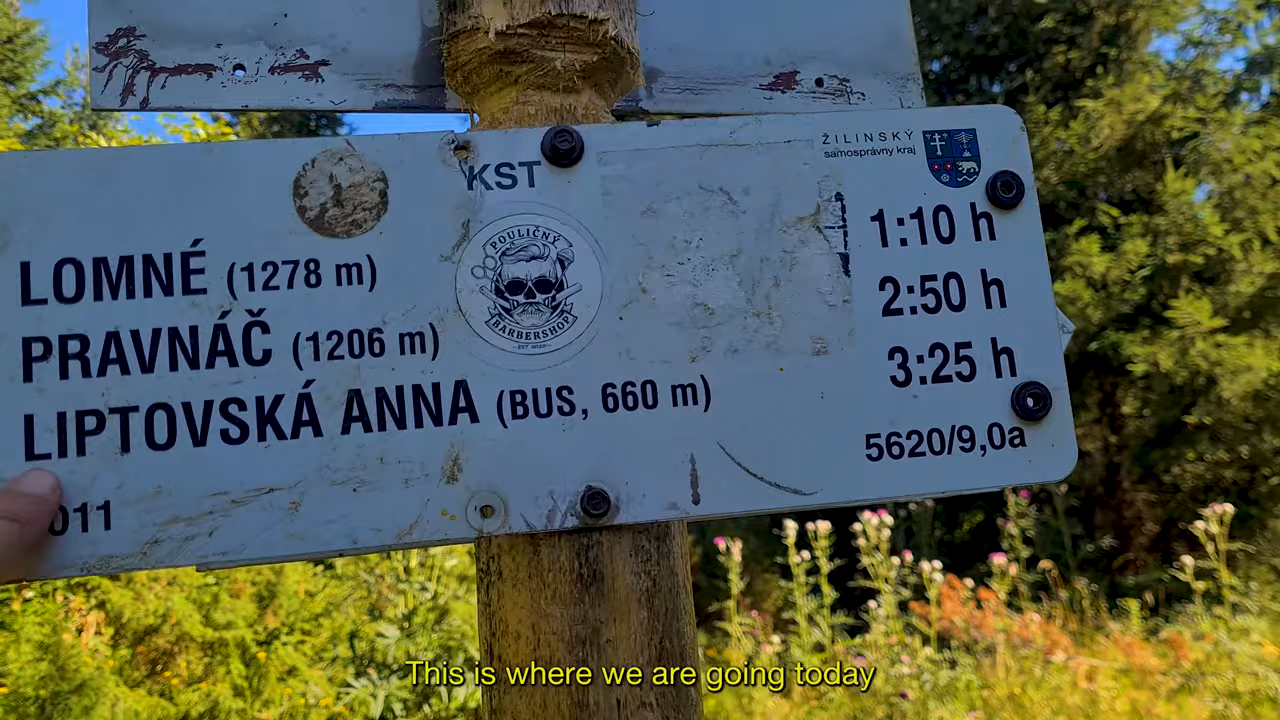 KST
ŽILINSKÝ
samosprávny kraj
POULIČNÝ
BARBERSHOP
LOMNÉ (1278 m) 1:10 h
PRAVNÁČ (1206 m) 2:50 h
LIPTOVSKÁ ANNA (BUS, 660 m) 3:25 h
5620/9,0a
011
This is where we are going today